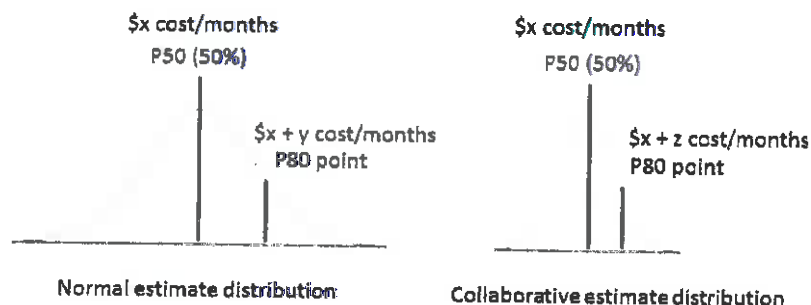 $x cost/months
P50 (50%)
$x + y cost/months
P80 point
Normal estimate distribution
$x cost/months
P50 (50%)
$x + z cost/months
P80 point
Collaborative estimate distribution